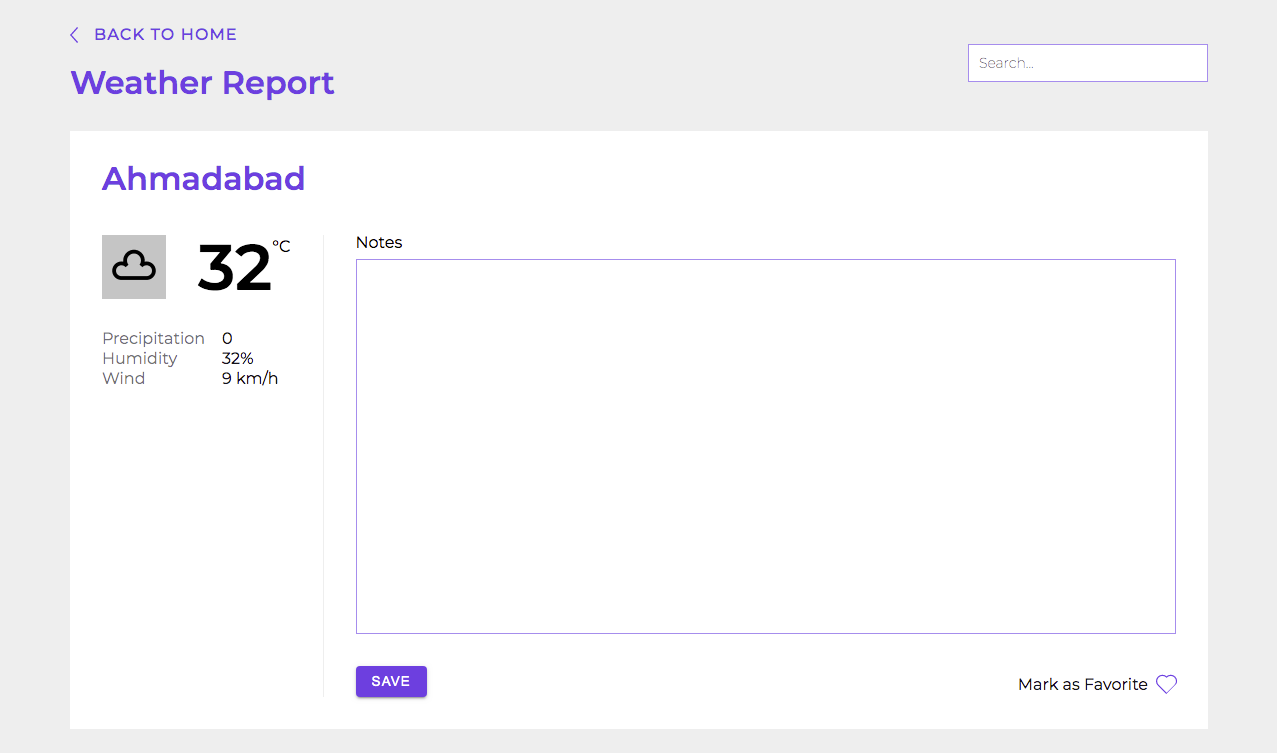 BACK TO HOME
Weather Report
Search...
Ahmadabad
32 °C
Precipitation 0
Humidity 32%
Wind 9 km/h
Notes
SAVE
Mark as Favorite